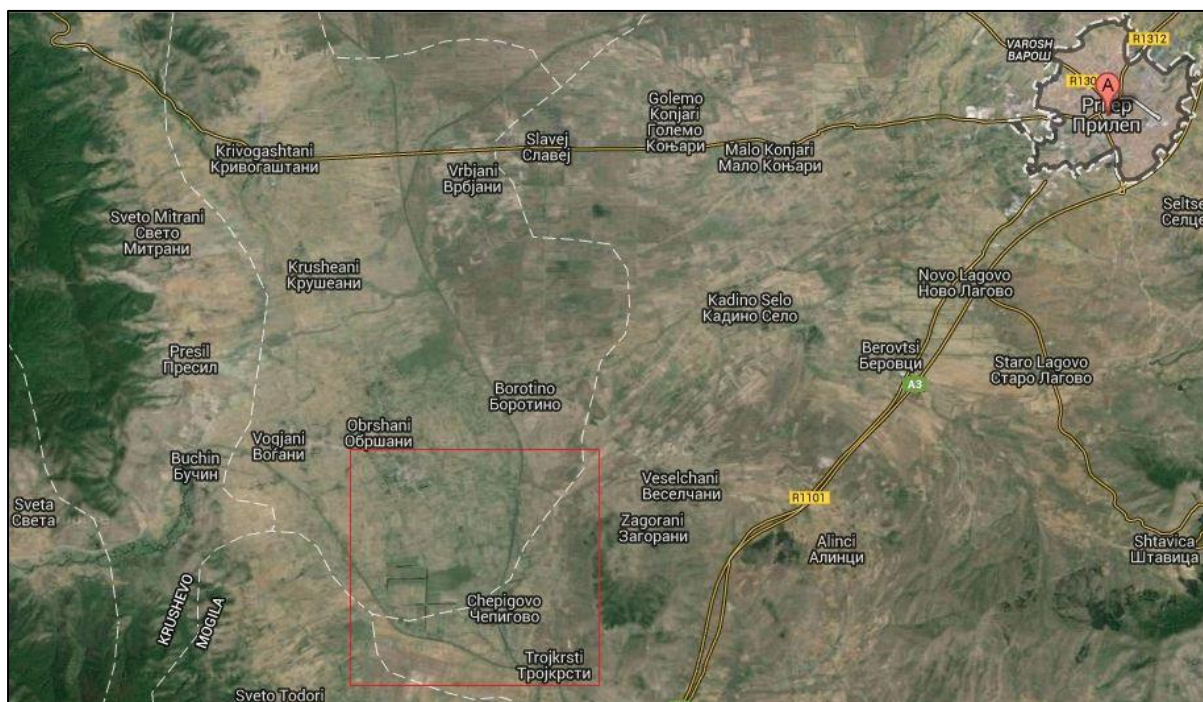 R1312
VAROSH
ВАРОШ
R130
A
Prilep
Прилеп
Golemo
Konjari
Големо
Коњари
Slavej
Славеј
Malo Konjari
Мало Коњари
Krivogashtani
Кривогаштани
Vrbjani
Врбјани
Seltse
Селце
Sveto Mitrani
Свето
Митрани
Krusheani
Крушеани
Novo Lagovo
Ново Лагово
Kadino Selo
Кадино Село
Presil
Пресил
Berovtsi
Беровци
Staro Lagovo
Старо Лагово
A3
Borotino
Боротино
Obrshani
Обршани
Vogjani
Воѓани
Buchin
Бучин
Veselchani
Веселчани
R1101
Sveta
Света
Zagorani
Загорани
Alinci
Алинци
Shtavica
Штавица
KRUSHEVO
MOGILA
Chepigovo
Чепигово
Trojkrsti
Тројкрсти
Sveto Todori